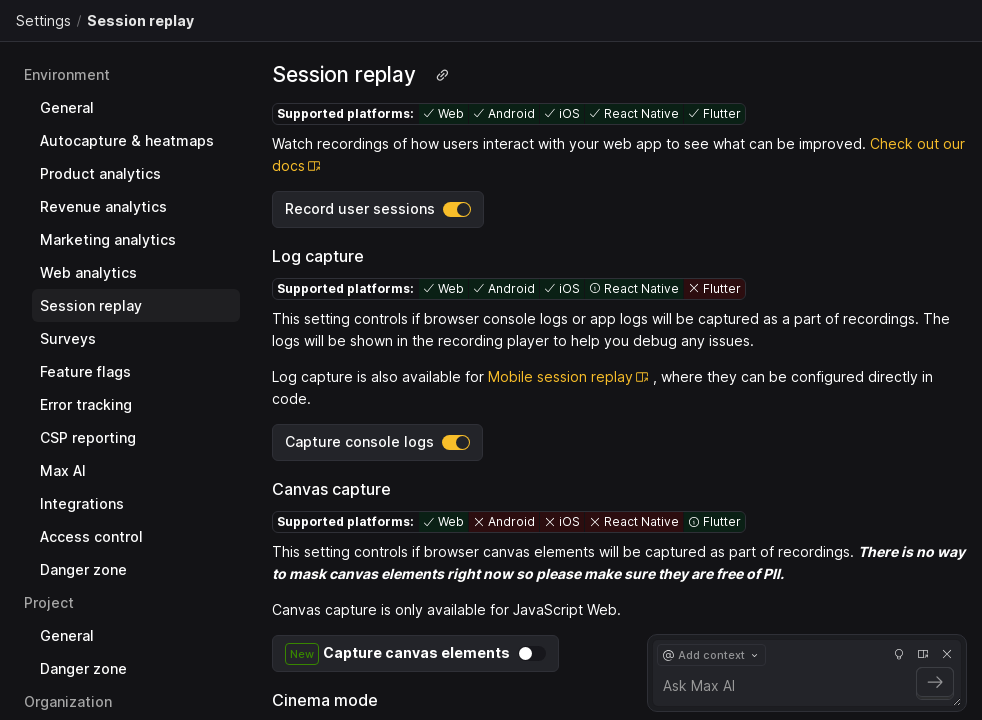 Settings / Session replay
Environment
General
Autocapture & heatmaps
Product analytics
Revenue analytics
Marketing analytics
Web analytics
Session replay
Surveys
Feature flags
Error tracking
CSP reporting
Max AI
Integrations
Access control
Danger zone
Project
General
Danger zone
Organization
Session replay
Supported platforms: Web Android iOS React Native Flutter
Watch recordings of how users interact with your web app to see what can be improved. Check out our
docs
Record user sessions
Log capture
Supported platforms: Web Android iOS React Native Flutter
This setting controls if browser console logs or app logs will be captured as a part of recordings. The
logs will be shown in the recording player to help you debug any issues.
Log capture is also available for Mobile session replay , where they can be configured directly in
code.
Capture console logs
Canvas capture
Supported platforms: Web Android iOS React Native Flutter
This setting controls if browser canvas elements will be captured as part of recordings. There is no way
to mask canvas elements right now so please make sure they are free of PII.
Canvas capture is only available for JavaScript Web.
New Capture canvas elements
Cinema mode
@ Add context
Ask Max AI